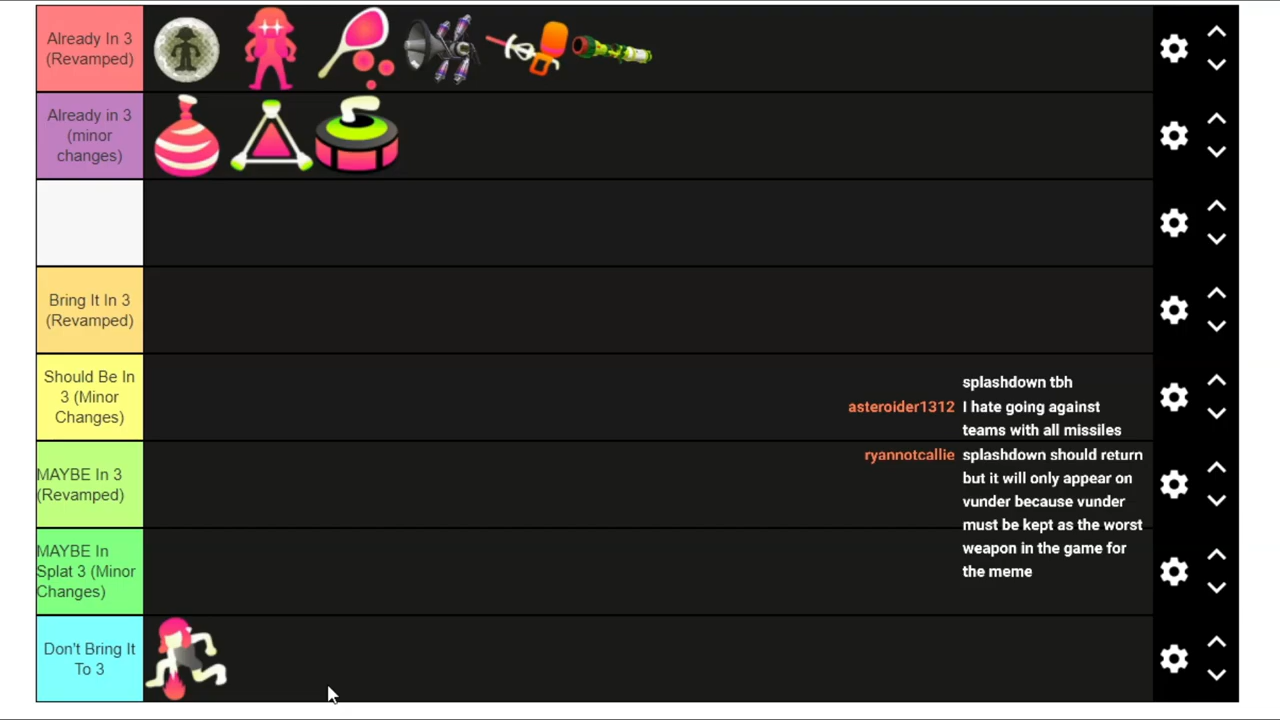 Already In 3
(Revamped)
Already in 3
(minor
changes)
Bring It In 3
(Revamped)
Should Be In
3 (Minor
Changes)
MAYBE In 3
(Revamped)
MAYBE In
Splat 3 (Minor
Changes)
Don't Bring It
To 3
splashdown tbh
asteroider1312 I hate going against
teams with all missiles
ryannotcallie splashdown should return
but it will only appear on
vunder because vunder
must be kept as the worst
weapon in the game for
the meme